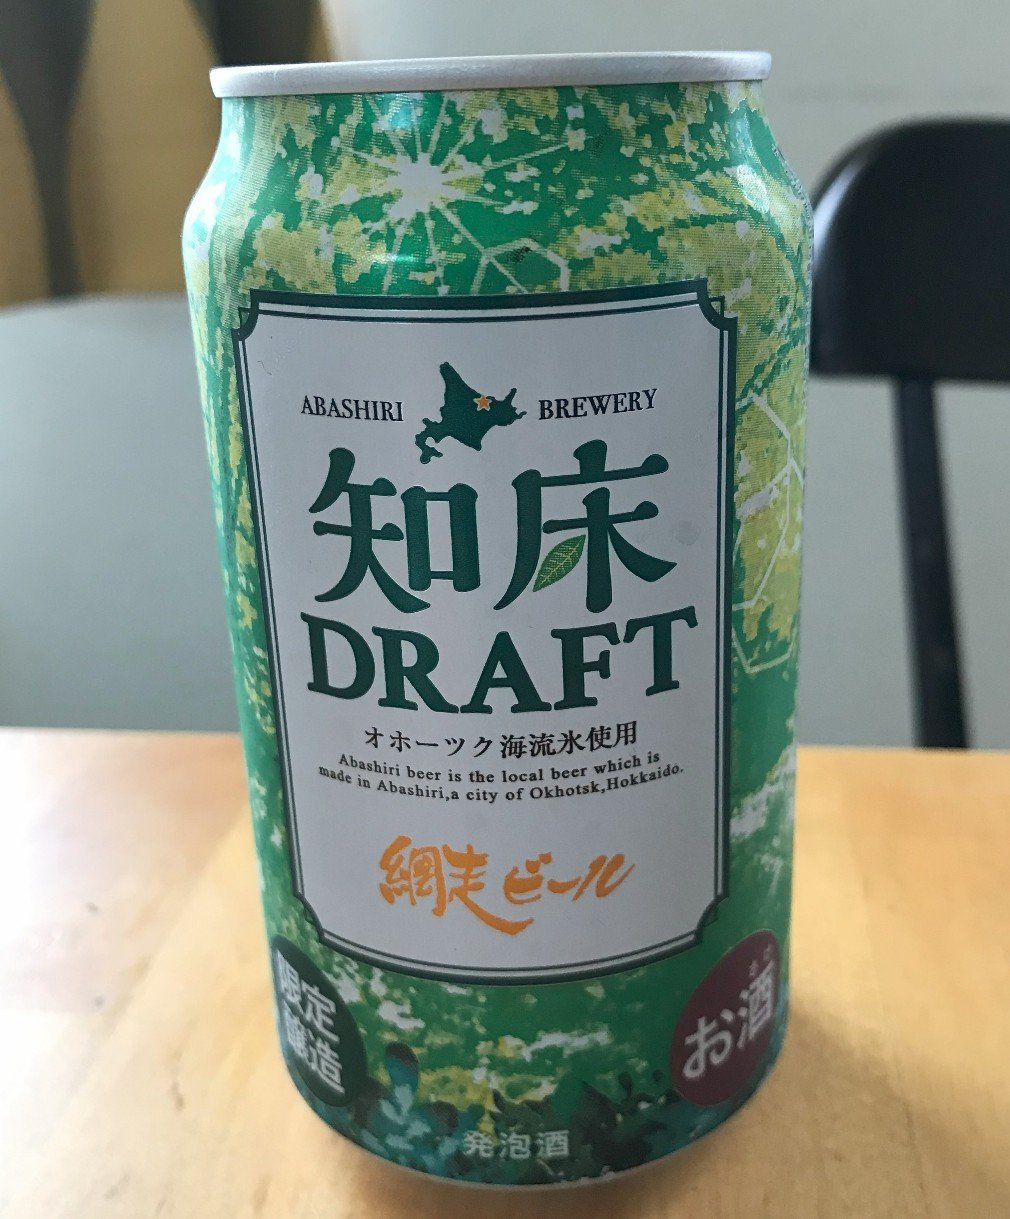 ABASHIRI BREWERY
知床
DRAFT
オホーツク海流氷使用
Abashiri beer is the local beer which is
made in Abashiri,a city of Okhotsk,Hokkaido.
網走ビール
限定
醸造
お酒
発泡酒